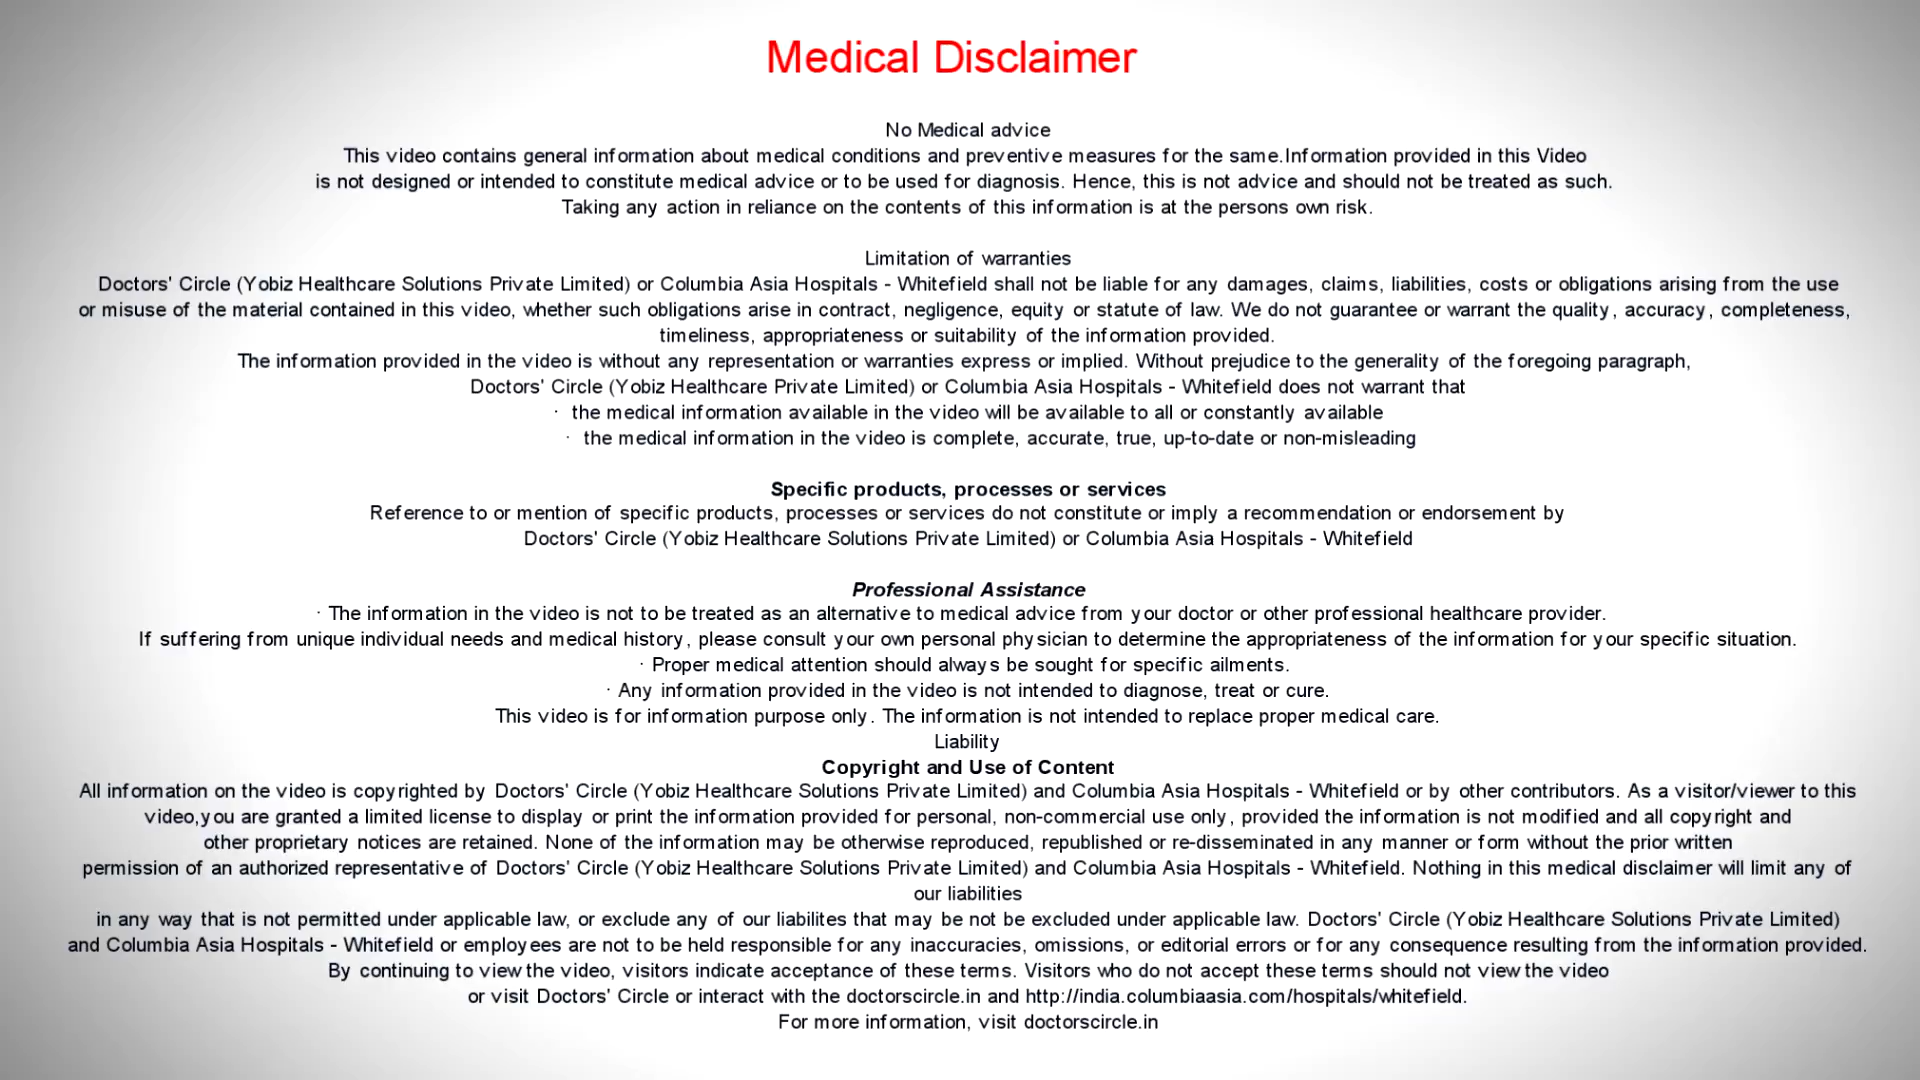 Medical Disclaimer
No Medical advice
This video contains general information about medical conditions and preventive measures for the same.Information provided in this Video
is not designed or intended to constitute medical advice or to be used for diagnosis. Hence, this is not advice and should not be treated as such.
Taking any action in reliance on the contents of this information is at the persons own risk.
Limitation of warranties
Doctors' Circle (Yobiz Healthcare Solutions Private Limited) or Columbia Asia Hospitals - Whitefield shall not be liable for any damages, claims, liabilities, costs or obligations arising from the use
or misuse of the material contained in this video, whether such obligations arise in contract, negligence, equity or statute of law. We do not guarantee or warrant the quality, accuracy, completeness,
timeliness, appropriateness or suitability of the information provided.
The information provided in the video is without any representation or warranties express or implied. Without prejudice to the generality of the foregoing paragraph,
Doctors' Circle (Yobiz Healthcare Private Limited) or Columbia Asia Hospitals - Whitefield does not warrant that
· the medical information available in the video will be available to all or constantly available
· the medical information in the video is complete, accurate, true, up-to-date or non-misleading
Specific products, processes or services
Reference to or mention of specific products, processes or services do not constitute or imply a recommendation or endorsement by
Doctors' Circle (Yobiz Healthcare Solutions Private Limited) or Columbia Asia Hospitals - Whitefield
Professional Assistance
· The information in the video is not to be treated as an alternative to medical advice from your doctor or other professional healthcare provider.
If suffering from unique individual needs and medical history, please consult your own personal physician to determine the appropriateness of the information for your specific situation.
· Proper medical attention should always be sought for specific ailments.
· Any information provided in the video is not intended to diagnose, treat or cure.
This video is for information purpose only. The information is not intended to replace proper medical care.
Liability
Copyright and Use of Content
All information on the video is copyrighted by Doctors' Circle (Yobiz Healthcare Solutions Private Limited) and Columbia Asia Hospitals - Whitefield or by other contributors. As a visitor/viewer to this
video,you are granted a limited license to display or print the information provided for personal, non-commercial use only, provided the information is not modified and all copyright and
other proprietary notices are retained. None of the information may be otherwise reproduced, republished or re-disseminated in any manner or form without the prior written
permission of an authorized representative of Doctors' Circle (Yobiz Healthcare Solutions Private Limited) and Columbia Asia Hospitals - Whitefield. Nothing in this medical disclaimer will limit any of
our liabilities
in any way that is not permitted under applicable law, or exclude any of our liabilites that may be not be excluded under applicable law. Doctors' Circle (Yobiz Healthcare Solutions Private Limited)
and Columbia Asia Hospitals - Whitefield or employees are not to be held responsible for any inaccuracies, omissions, or editorial errors or for any consequence resulting from the information provided.
By continuing to view the video, visitors indicate acceptance of these terms. Visitors who do not accept these terms should not view the video
or visit Doctors' Circle or interact with the doctorscircle.in and http://india.columbiaasia.com/hospitals/whitefield.
For more information, visit doctorscircle.in